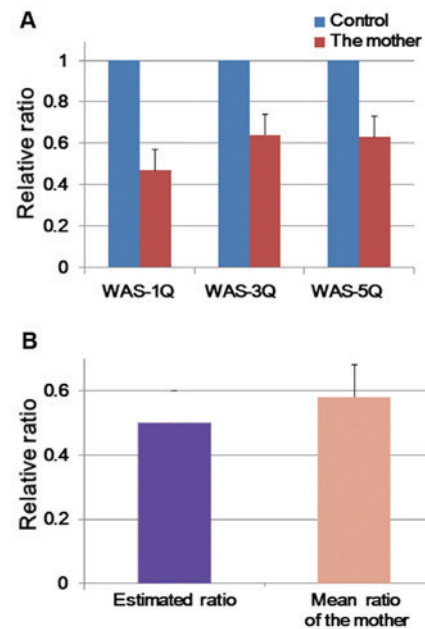 A
Control
The mother
Relative ratio
1
0.8
0.6
0.4
0.2
0
WAS-1Q WAS-3Q WAS-5Q
B
Relative ratio
0.6
0.4
0.2
0
Estimated ratio Mean ratio
of the mother